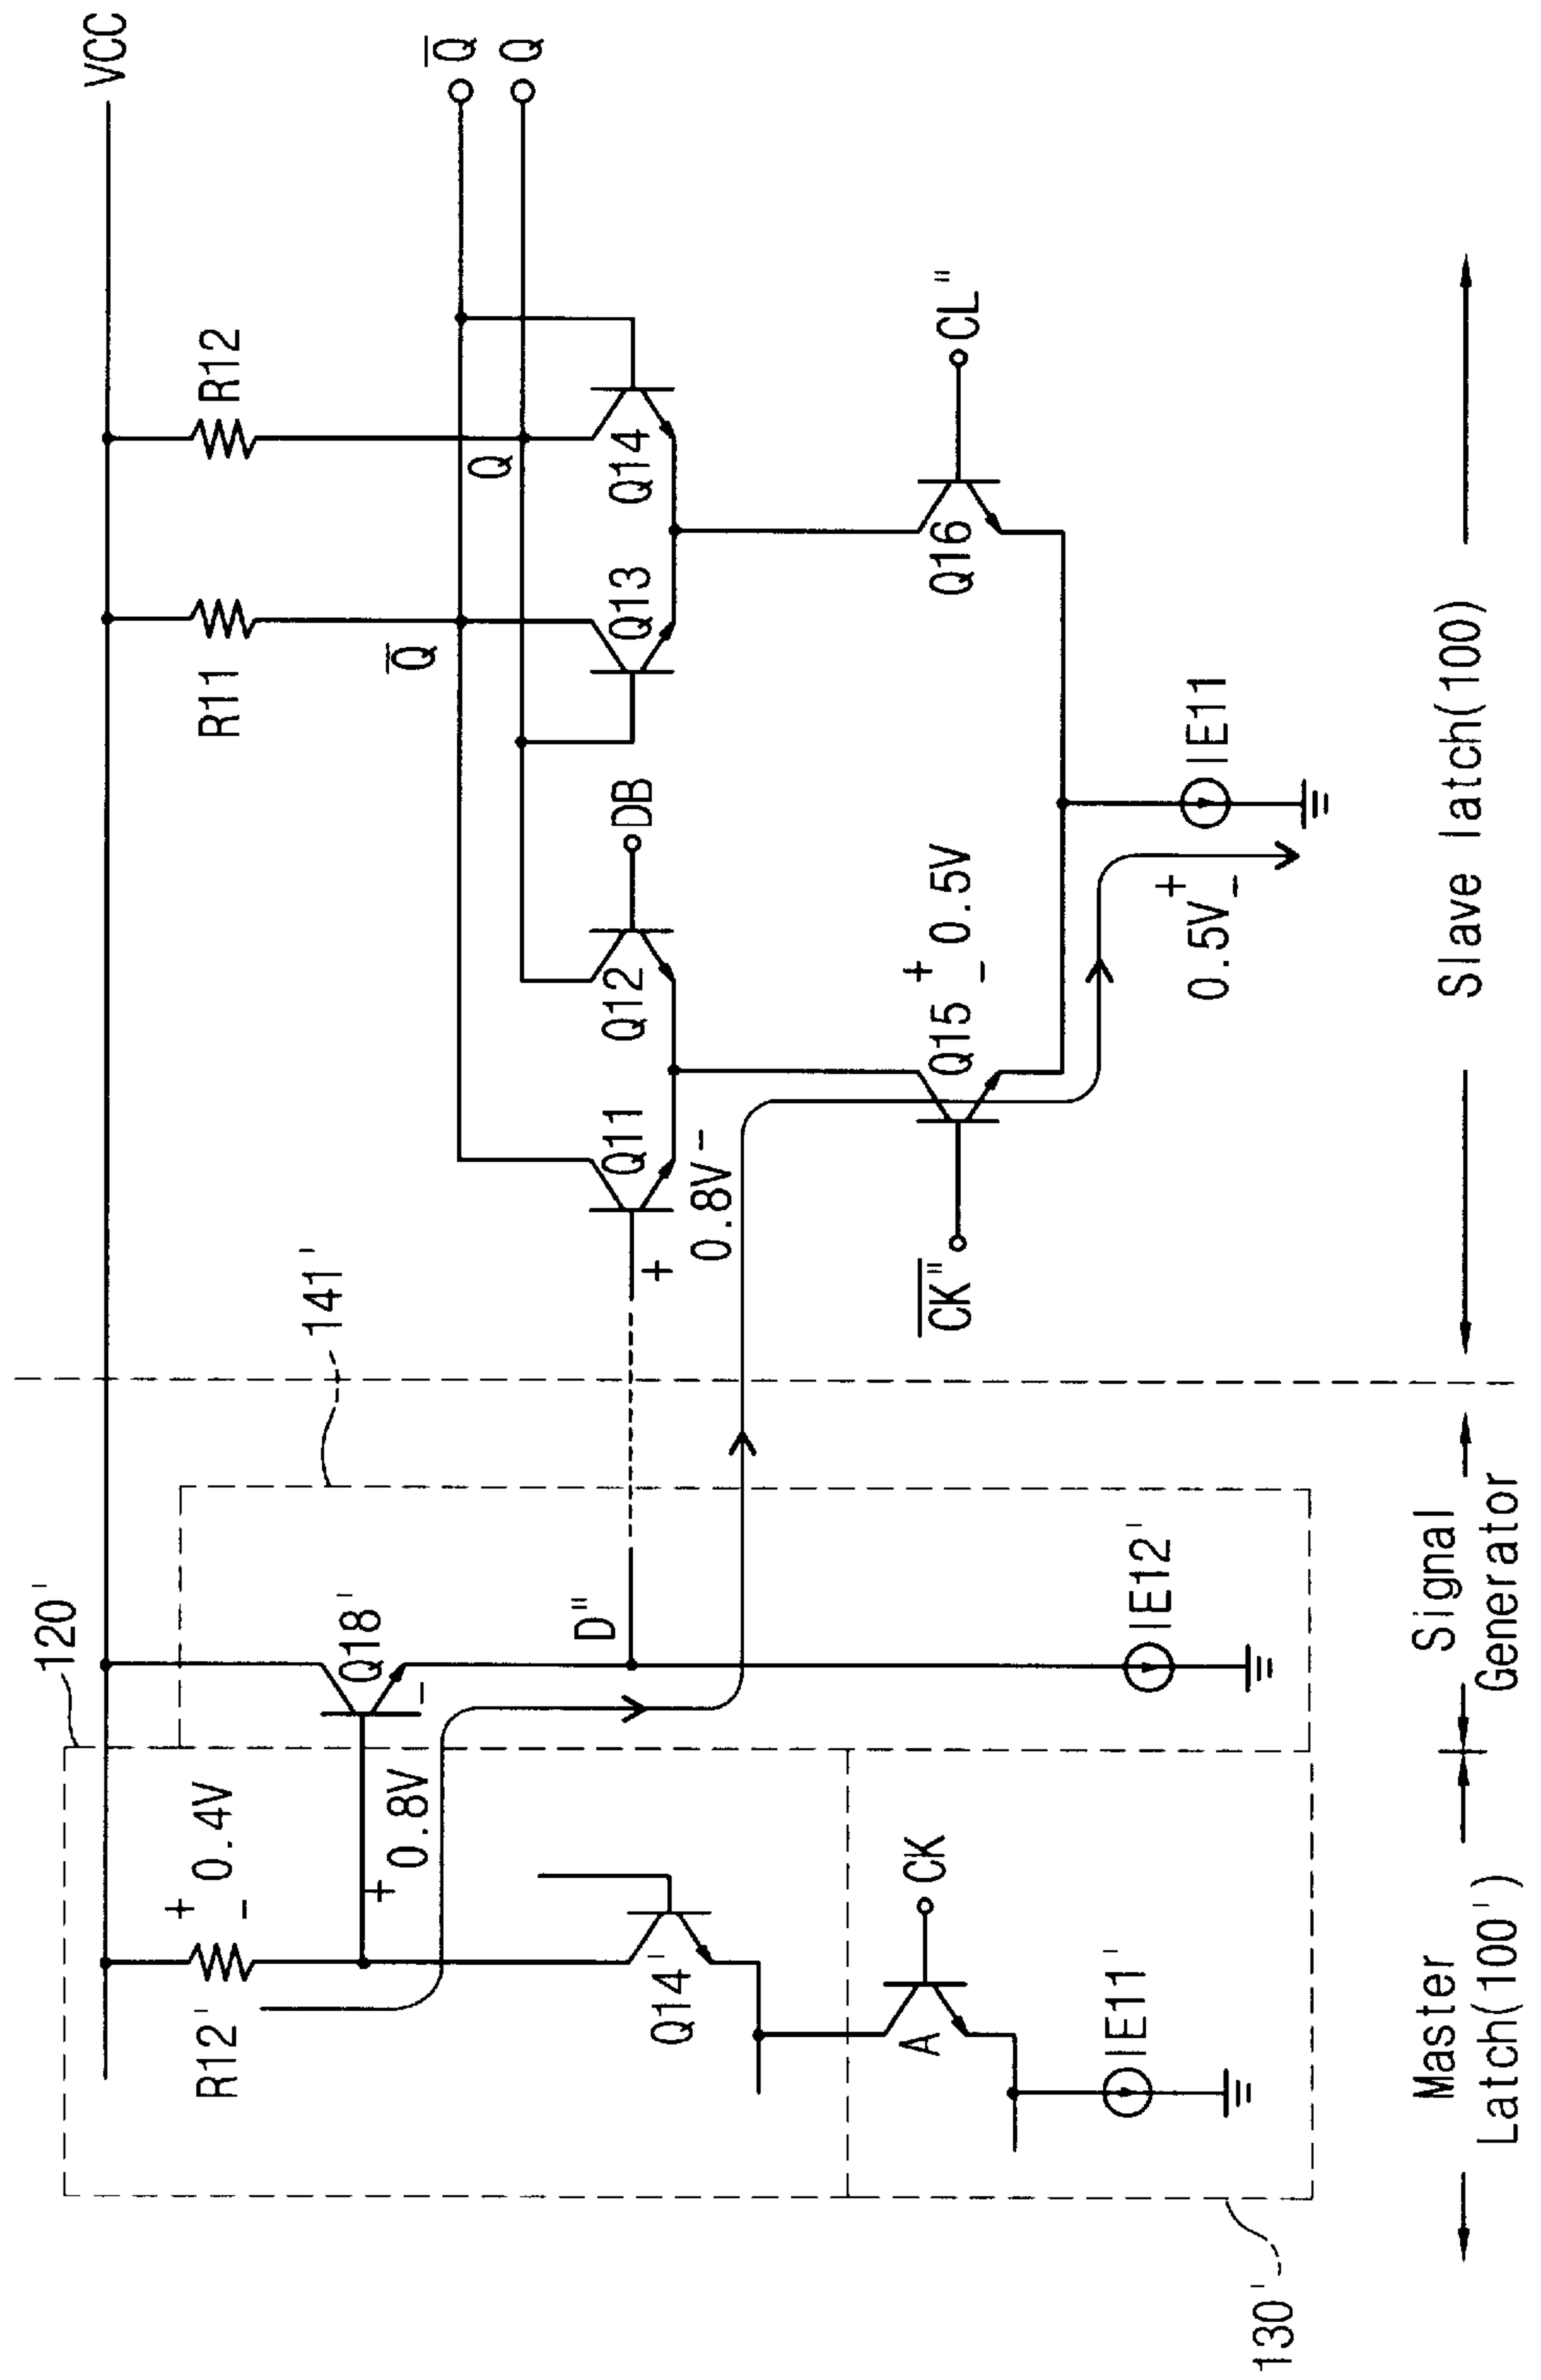 VCC
120'
R12' + - 0.4V
R11
R12
141'
Q18'
+ 0.8V -
Q̅
Q̅
Q
Q
D"
Q14'
Q11
Q12
DB
Q13
Q14
+ 0.8V -
A
CK
C̅K̅"
Q15 + - 0.5V
Q16
CL"
IE11'
IE12'
0.5V + -
IE11
130'
Master
Latch(100')
Signal
Generator
Slave latch(100)